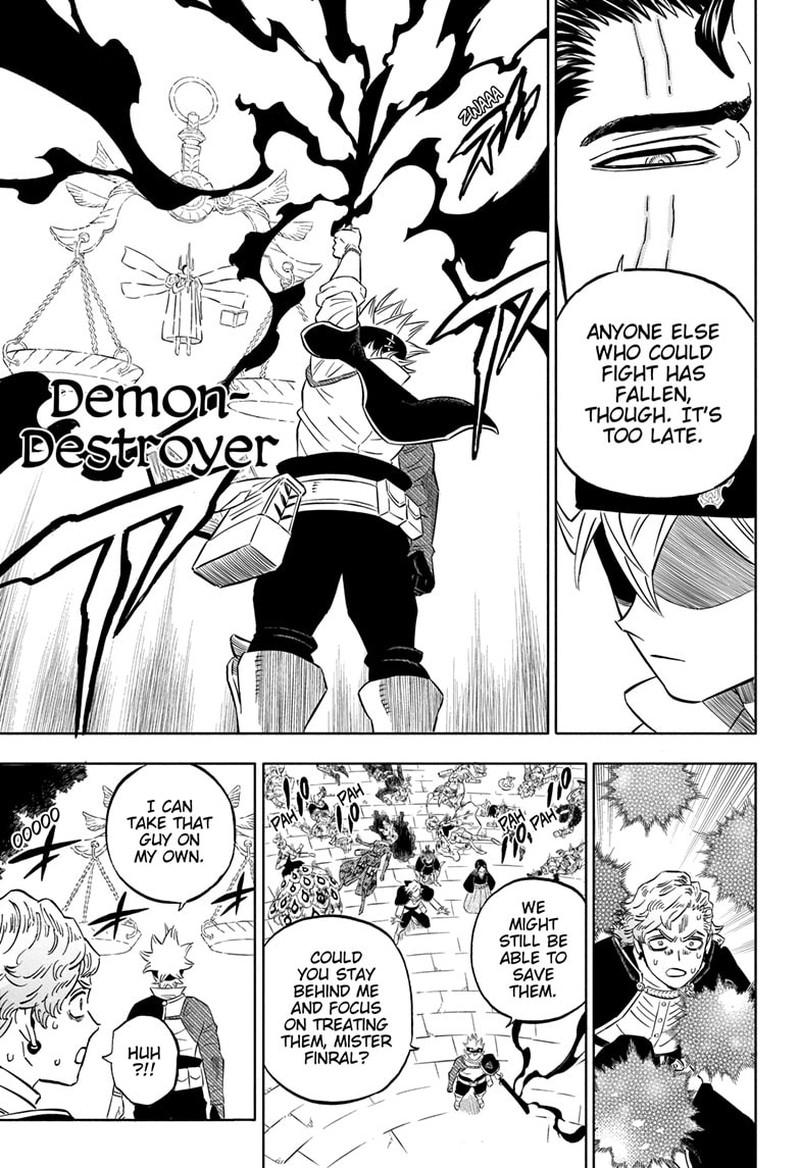 ANYONE ELSE
WHO COULD
FIGHT HAS
FALLEN,
THOUGH. IT'S
TOO LATE.
ZWAAA
Demon-
Destroyer
WE
MIGHT
STILL BE
ABLE TO
SAVE
THEM.
PAH
PAH
PAH
PAH
COULD
YOU STAY
BEHIND ME
AND FOCUS
ON TREATING
THEM, MISTER
FINRAL?
I CAN
TAKE THAT
GUY ON
MY OWN.
OOOOO
HUH
?!!